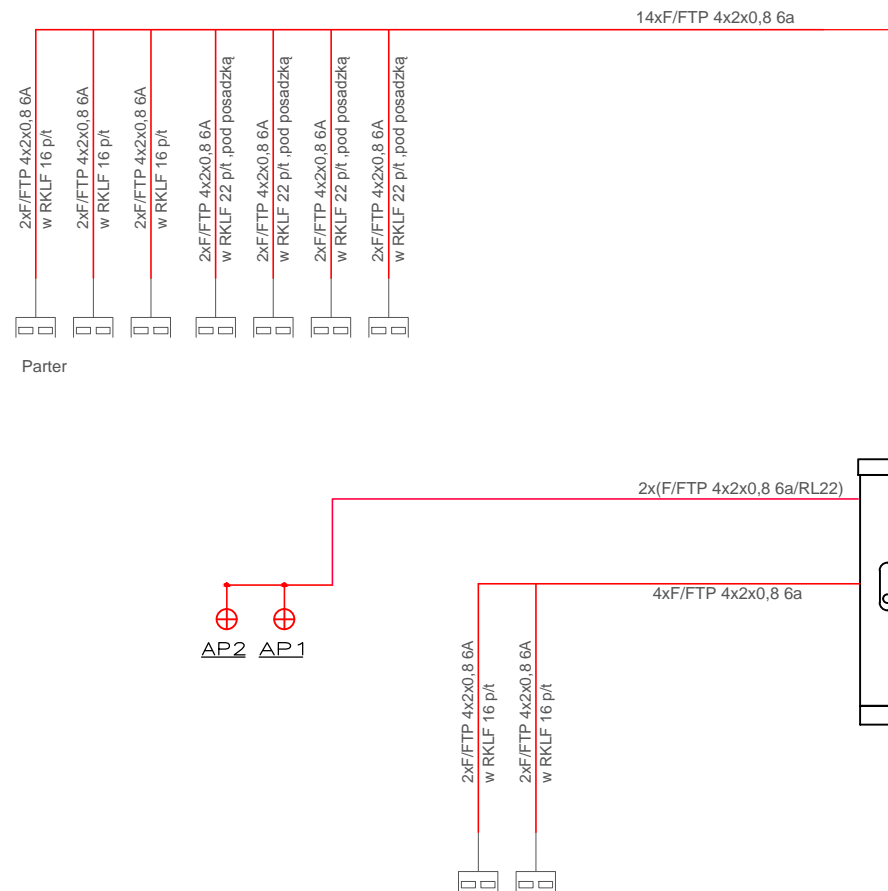 14xF/FTP 4x2x0,8 6a
2xF/FTP 4x2x0,8 6A
w RKLF 16 p/t
2xF/FTP 4x2x0,8 6A
w RKLF 16 p/t
2xF/FTP 4x2x0,8 6A
w RKLF 16 p/t
2xF/FTP 4x2x0,8 6A
w RKLF 22 p/t ,pod posadzką
2xF/FTP 4x2x0,8 6A
w RKLF 22 p/t ,pod posadzką
2xF/FTP 4x2x0,8 6A
w RKLF 22 p/t ,pod posadzką
2xF/FTP 4x2x0,8 6A
w RKLF 22 p/t ,pod posadzką
Parter
2x(F/FTP 4x2x0,8 6a/RL22)
4xF/FTP 4x2x0,8 6a
AP2 AP1
2xF/FTP 4x2x0,8 6A
w RKLF 16 p/t
2xF/FTP 4x2x0,8 6A
w RKLF 16 p/t